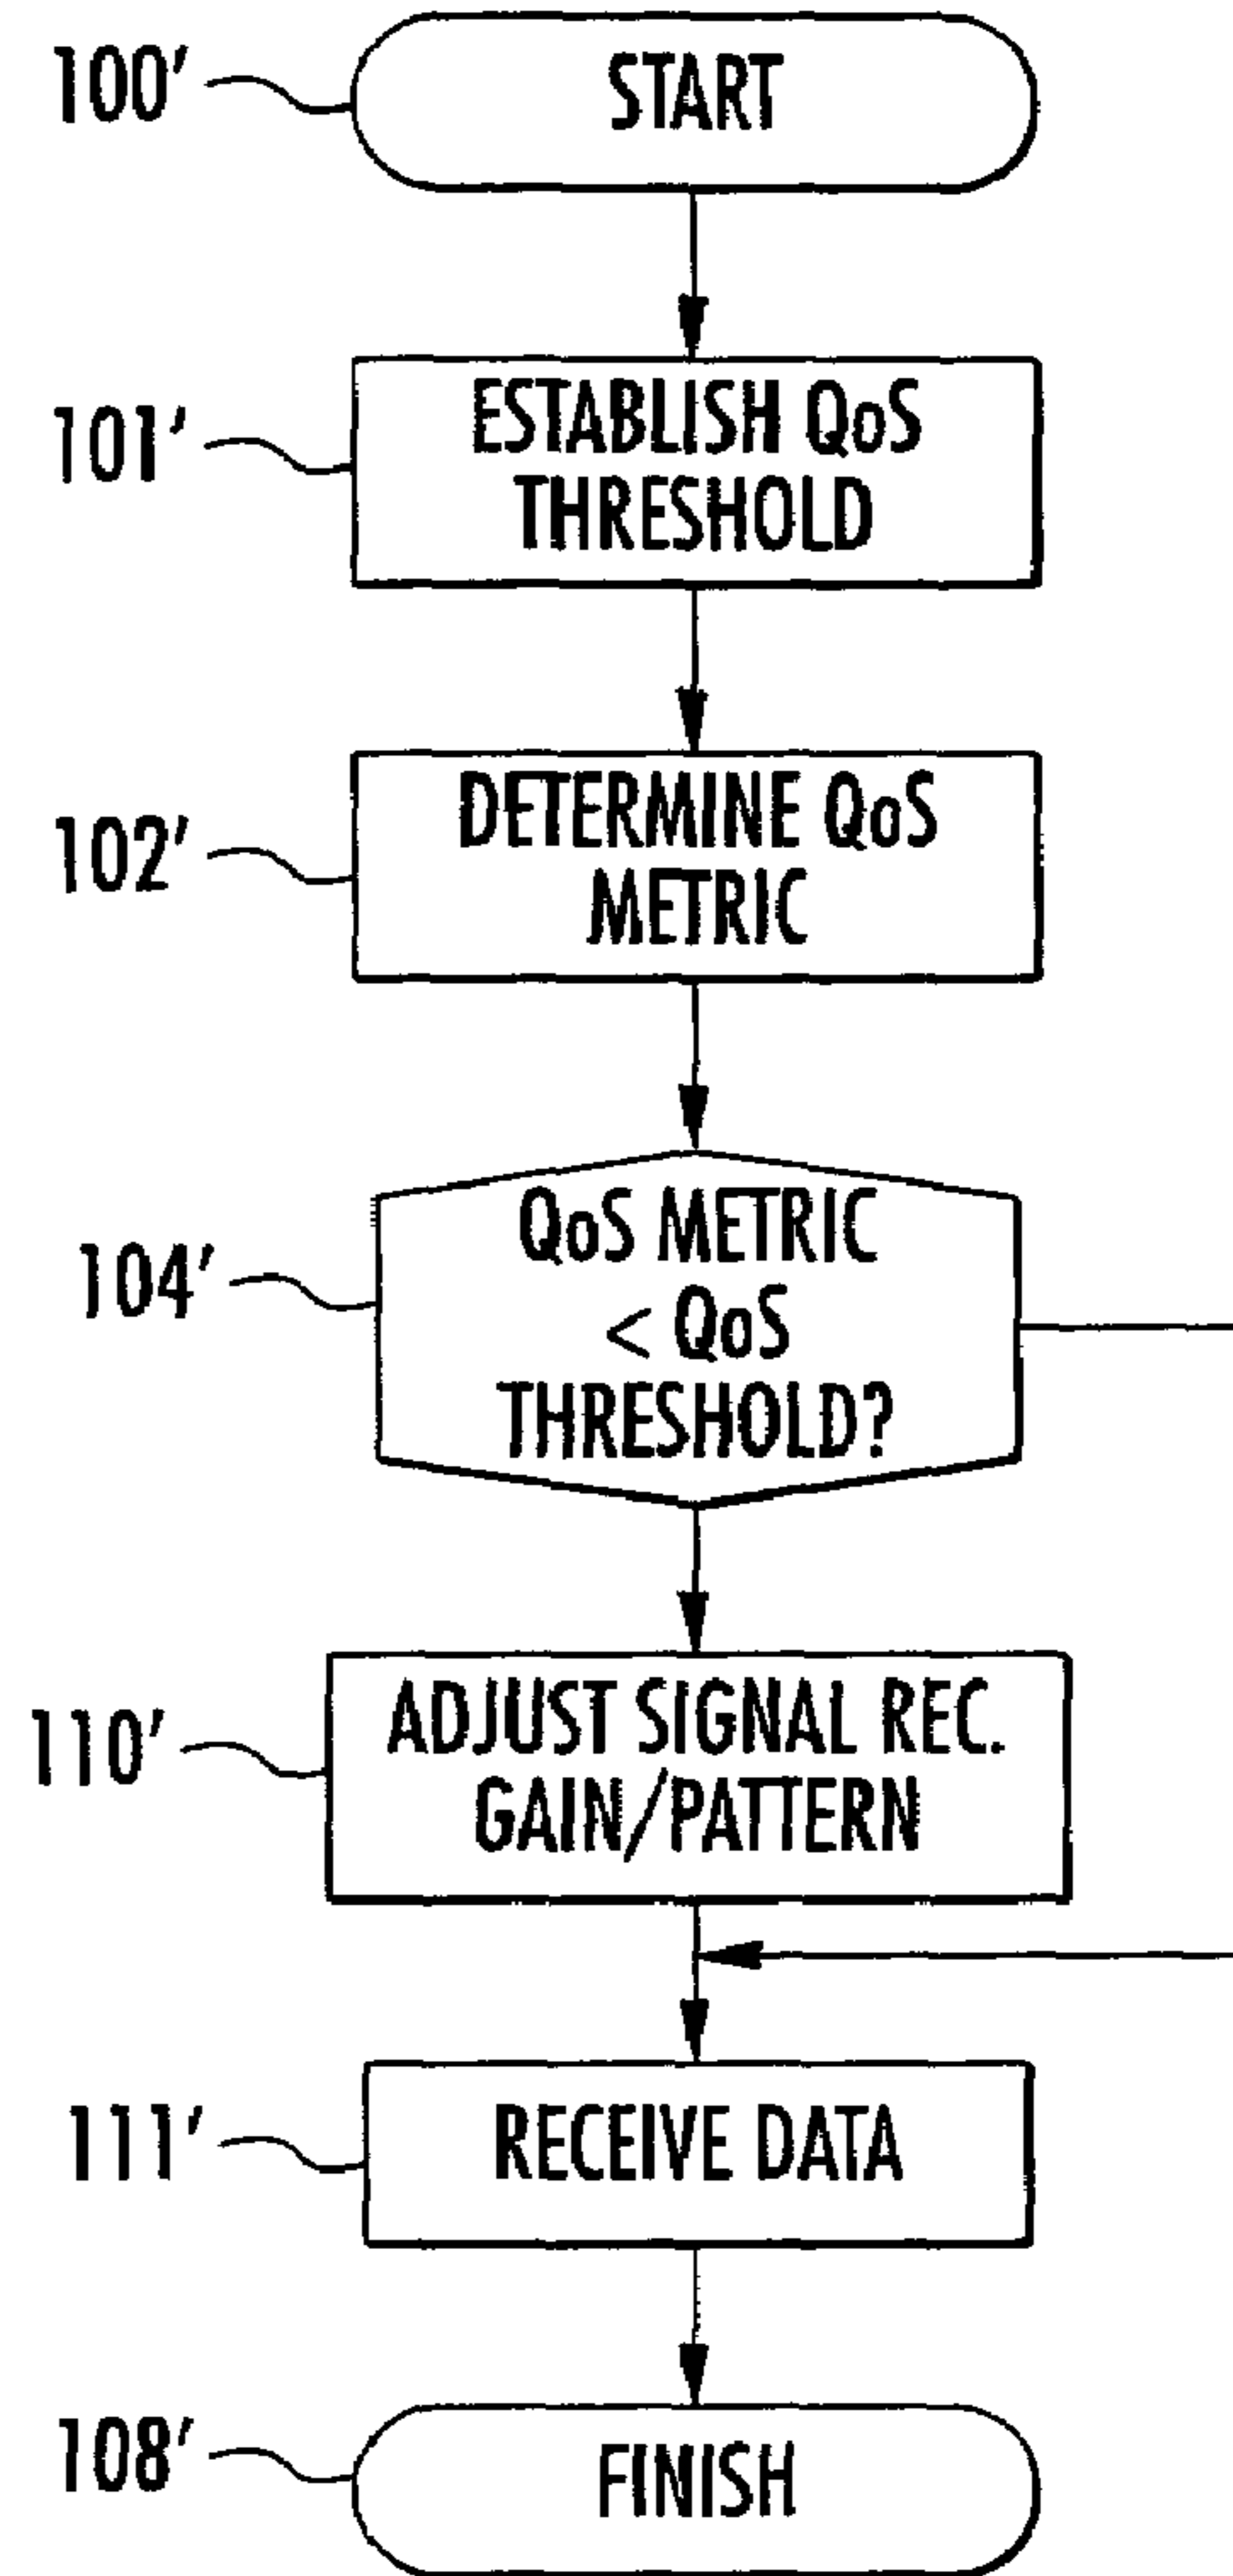 100'
START
101'
ESTABLISH QoS
THRESHOLD
102'
DETERMINE QoS
METRIC
104'
QoS METRIC
< QoS
THRESHOLD?
110'
ADJUST SIGNAL REC.
GAIN/PATTERN
111'
RECEIVE DATA
108'
FINISH